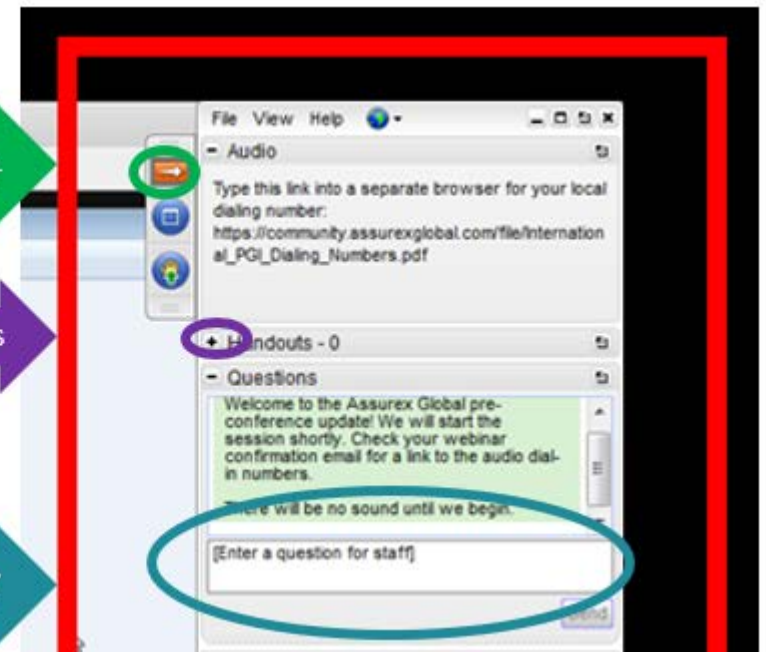 File View Help
- Audio
Type this link into a separate browser for your local
dialing number:
https://community.assurexglobal.com/file/Internation
al_PGI_Dialing_Numbers.pdf
+ Handouts - 0
- Questions
Welcome to the Assurex Global pre-
conference update! We will start the
session shortly. Check your webinar
confirmation email for a link to the audio dial-
in numbers.
There will be no sound until we begin.
[Enter a question for staff]
Send